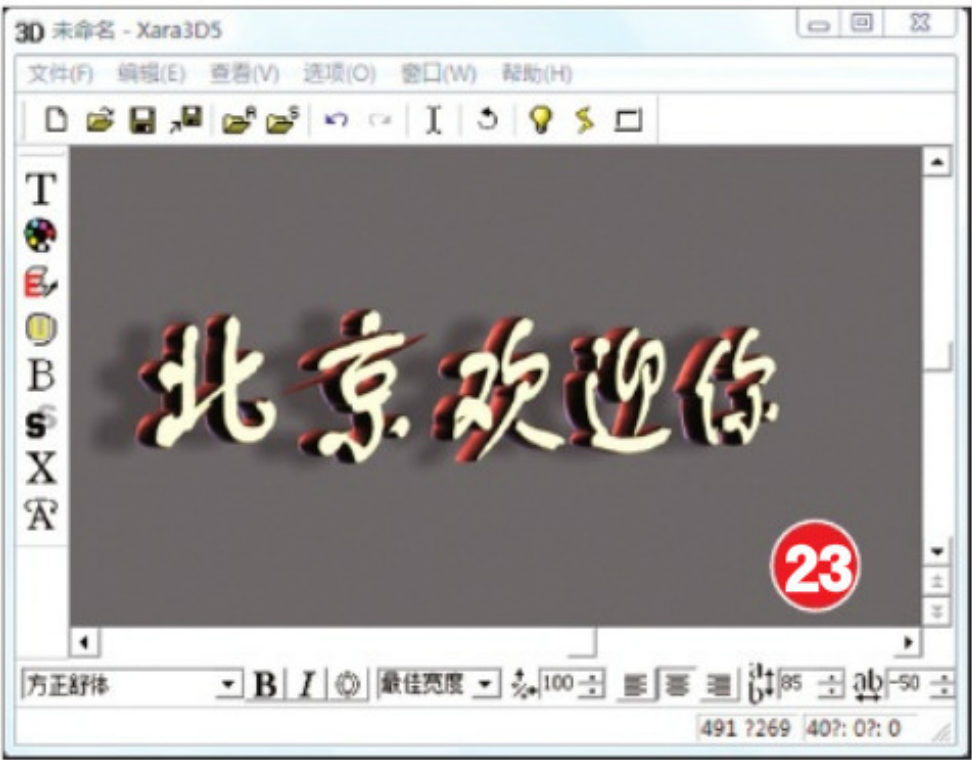 3D 未命名 - Xara3D5
文件(F) 编辑(E) 查看(V) 选项(O) 窗口(W) 帮助(H)
T
E
U
B
S
X
A
北京欢迎你
23
方正舒体 B I 最佳宽度 100 85 ab -50
491 ?269 40?: 0?: 0